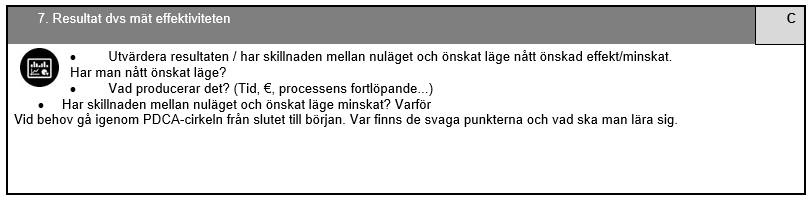 7. Resultat dvs mät effektiviteten C
• Utvärdera resultaten / har skillnaden mellan nuläget och önskat läge nått önskad effekt/minskat.
Har man nått önskat läge?
• Vad producerar det? (Tid, €, processens fortlöpande...)
• Har skillnaden mellan nuläget och önskat läge minskat? Varför
Vid behov gå igenom PDCA-cirkeln från slutet till början. Var finns de svaga punkterna och vad ska man lära sig.